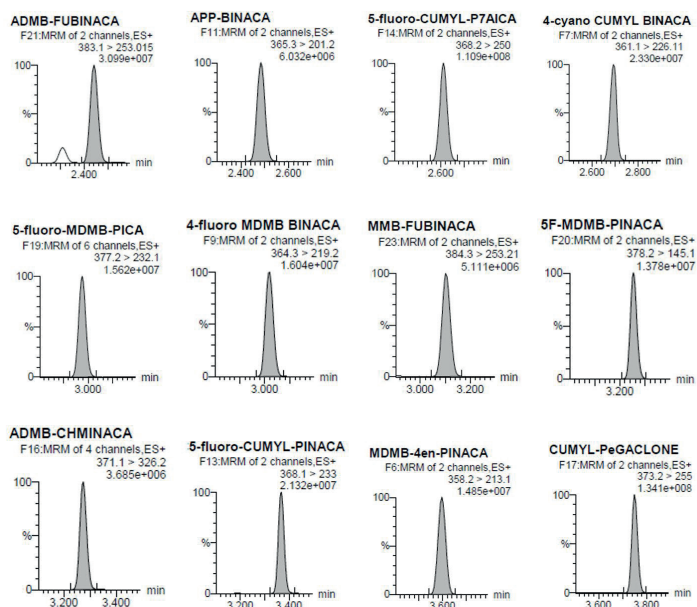 ADMB-FUBINACA
F21:MRM of 2 channels,ES+
383.1 > 253.015
3.099e+007
100
%
2.400
min
APP-BINACA
F11:MRM of 2 channels,ES+
365.3 > 201.2
6.032e+006
100
%
2.400 2.600
min
5-fluoro-CUMYL-P7AICA
F14:MRM of 2 channels,ES+
368.2 > 250
1.109e+008
100
%
2.600
min
4-cyano CUMYL BINACA
F7:MRM of 2 channels,ES+
361.1 > 226.11
2.330e+007
100
%
2.600 2.800
min
5-fluoro-MDMB-PICA
F19:MRM of 6 channels,ES+
377.2 > 232.1
1.562e+007
100
%
3.000
min
4-fluoro MDMB BINACA
F9:MRM of 2 channels,ES+
364.3 > 219.2
1.604e+007
100
%
3.000
min
MMB-FUBINACA
F23:MRM of 2 channels,ES+
384.3 > 253.21
5.111e+006
100
%
3.000 3.200
min
5F-MDMB-PINACA
F20:MRM of 2 channels,ES+
378.2 > 145.1
1.378e+007
100
%
3.200
min
ADMB-CHMINACA
F16:MRM of 4 channels,ES+
371.1 > 326.2
3.685e+006
100
%
3.200 3.400
min
5-fluoro-CUMYL-PINACA
F13:MRM of 2 channels,ES+
368.1 > 233
2.132e+007
100
%
3.200 3.400
min
MDMB-4en-PINACA
F6:MRM of 2 channels,ES+
358.2 > 213.1
1.485e+007
100
%
3.600
min
CUMYL-PeGACLONE
F17:MRM of 2 channels,ES+
373.2 > 255
1.341e+008
100
%
3.600 3.800
min